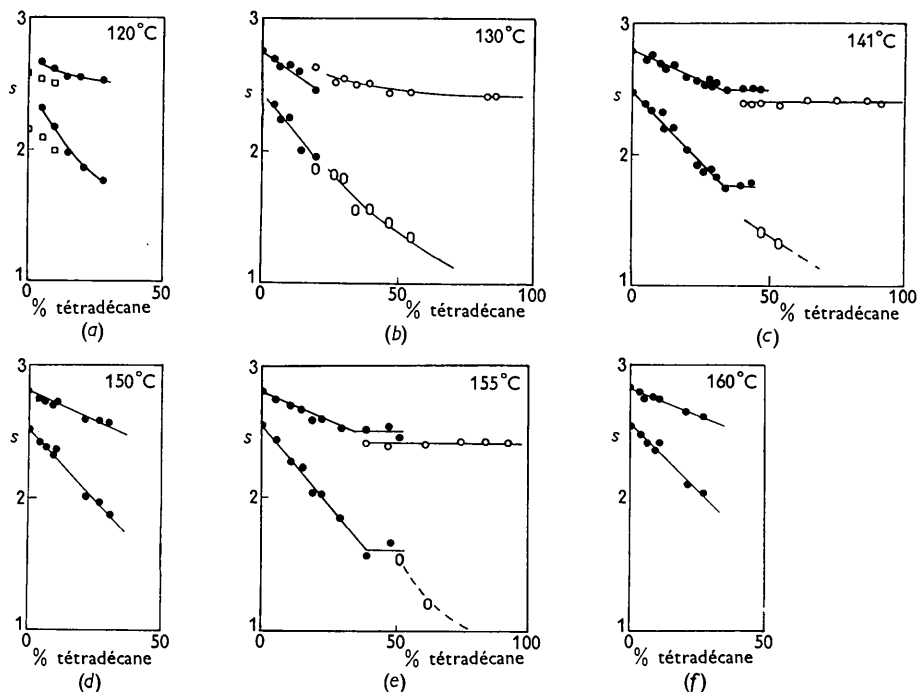 3
120°C
s
2
1
0
50
% tétradécane
(a)
3
130°C
2
1
0
50
100
% tétradécane
(b)
3
141°C
2
1
0
50
100
% tétradécane
(c)
3
150°C
s
2
1
0
50
% tétradécane
(d)
3
155°C
s
2
1
0
50
100
% tétradécane
(e)
3
160°C
s
2
1
0
50
% tétradécane
(f)